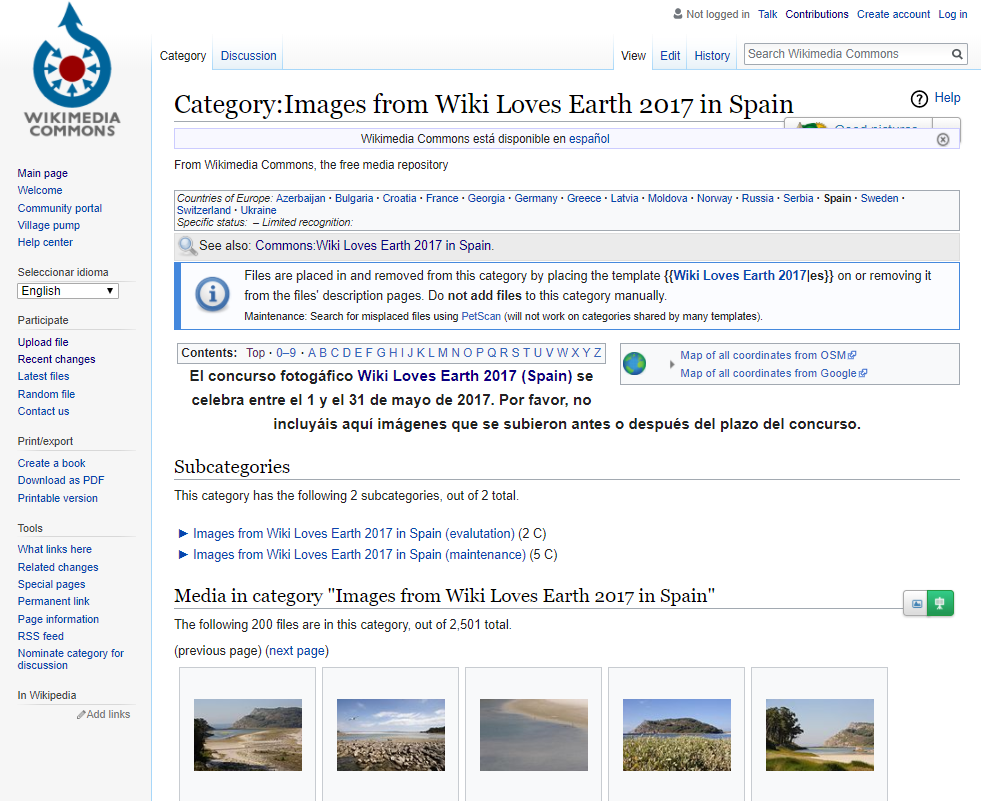 Not logged in Talk Contributions Create account Log in
Category Discussion View Edit History Search Wikimedia Commons
WIKIMEDIA
COMMONS
Category:Images from Wiki Loves Earth 2017 in Spain
Help
Good pictures
Wikimedia Commons está disponible en español
From Wikimedia Commons, the free media repository
Countries of Europe: Azerbaijan · Bulgaria · Croatia · France · Georgia · Germany · Greece · Latvia · Moldova · Norway · Russia · Serbia · Spain · Sweden ·
Switzerland · Ukraine
Specific status: – Limited recognition:
See also: Commons:Wiki Loves Earth 2017 in Spain.
Files are placed in and removed from this category by placing the template {{Wiki Loves Earth 2017|es}} on or removing it
from the files' description pages. Do not add files to this category manually.
Maintenance: Search for misplaced files using PetScan (will not work on categories shared by many templates).
Contents: Top · 0–9 · A B C D E F G H I J K L M N O P Q R S T U V W X Y Z
Map of all coordinates from OSM
Map of all coordinates from Google
El concurso fotogáfico Wiki Loves Earth 2017 (Spain) se
celebra entre el 1 y el 31 de mayo de 2017. Por favor, no
incluyáis aquí imágenes que se subieron antes o después del plazo del concurso.
Subcategories
This category has the following 2 subcategories, out of 2 total.
► Images from Wiki Loves Earth 2017 in Spain (evalutation) (2 C)
► Images from Wiki Loves Earth 2017 in Spain (maintenance) (5 C)
Media in category "Images from Wiki Loves Earth 2017 in Spain"
The following 200 files are in this category, out of 2,501 total.
(previous page) (next page)
Main page
Welcome
Community portal
Village pump
Help center
Seleccionar idioma
English
Participate
Upload file
Recent changes
Latest files
Random file
Contact us
Print/export
Create a book
Download as PDF
Printable version
Tools
What links here
Related changes
Special pages
Permanent link
Page information
RSS feed
Nominate category for
discussion
In Wikipedia
Add links